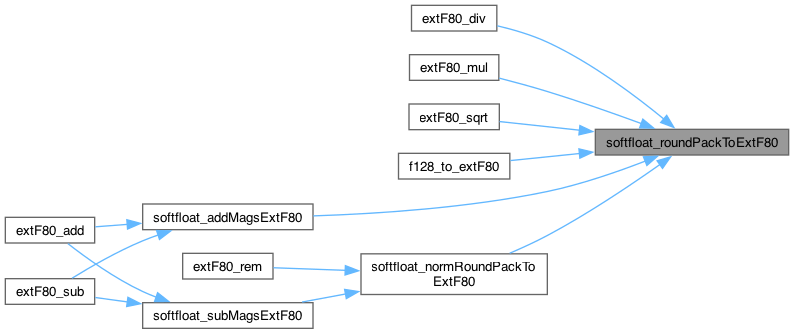 extF80_div
extF80_mul
extF80_sqrt
softfloat_roundPackToExtF80
f128_to_extF80
softfloat_addMagsExtF80
extF80_add
extF80_rem
softfloat_normRoundPackTo
ExtF80
extF80_sub
softfloat_subMagsExtF80